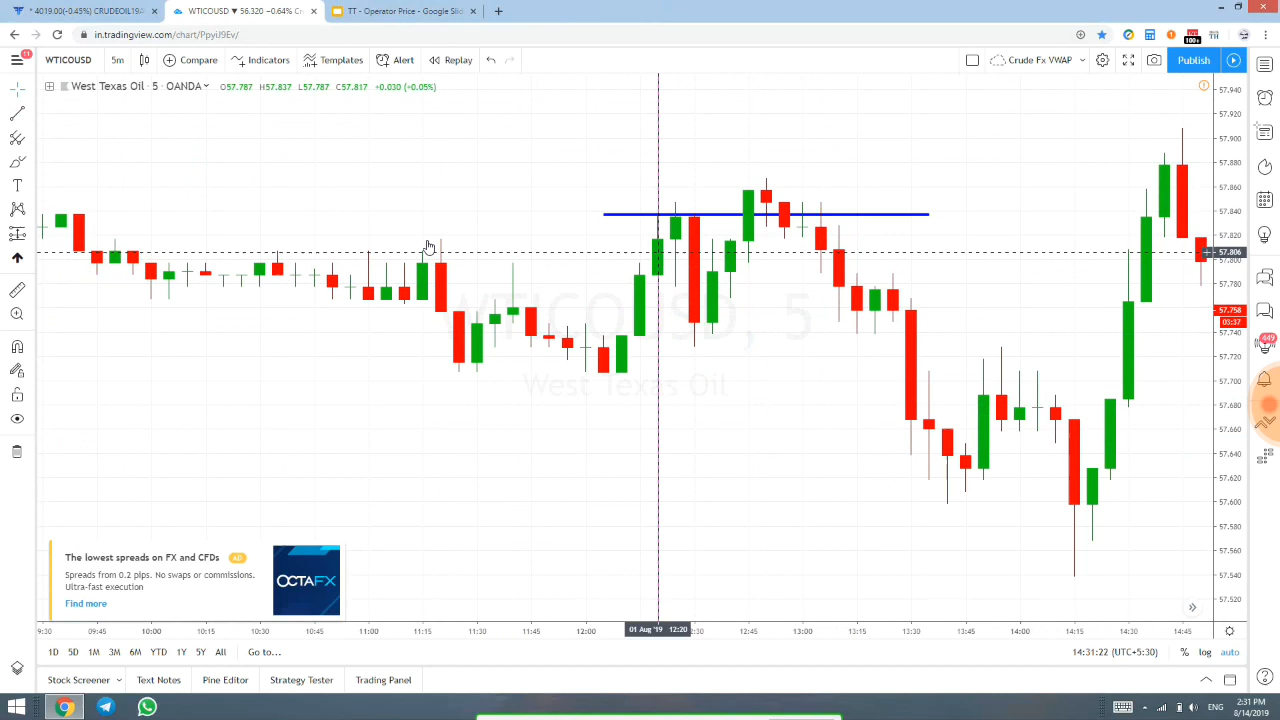 4019.00 (-0.45%) CRUDEOIL19A
WTICOUSD ▼ 56.320 −0.64% Cr
TT - Operator Price - Google Slid
in.tradingview.com/chart/PpyiJ9Ev/
11
WTICOUSD
5m
Compare
Indicators
Templates
Alert
Replay
Crude Fx VWAP
Publish
West Texas Oil · 5 · OANDA
O57.787 H57.837 L57.787 C57.817 +0.030 (+0.05%)
WTICOUSD, 5
West Texas Oil
57.940
57.920
57.900
57.880
57.860
57.840
57.820
57.806
57.800
57.758
03:37
57.740
57.720
57.700
57.680
57.660
57.640
57.620
57.600
57.580
57.560
57.540
57.520
449
The lowest spreads on FX and CFDs AD
Spreads from 0.2 pips. No swaps or commissions.
Ultra-fast execution
Find more
OCTAFX
9:30 09:45 10:00 10:15 10:30 10:45 11:00 11:15 11:30 11:45 12:00 01 Aug '19 12:20 2:30 12:45 13:00 13:15 13:30 13:45 14:00 14:15 14:30 14:45
1D 5D 1M 3M 6M YTD 1Y 5Y All Go to...
14:31:22 (UTC+5:30) % log auto
Stock Screener Text Notes Pine Editor Strategy Tester Trading Panel
ENG
2:31 PM
8/14/2019